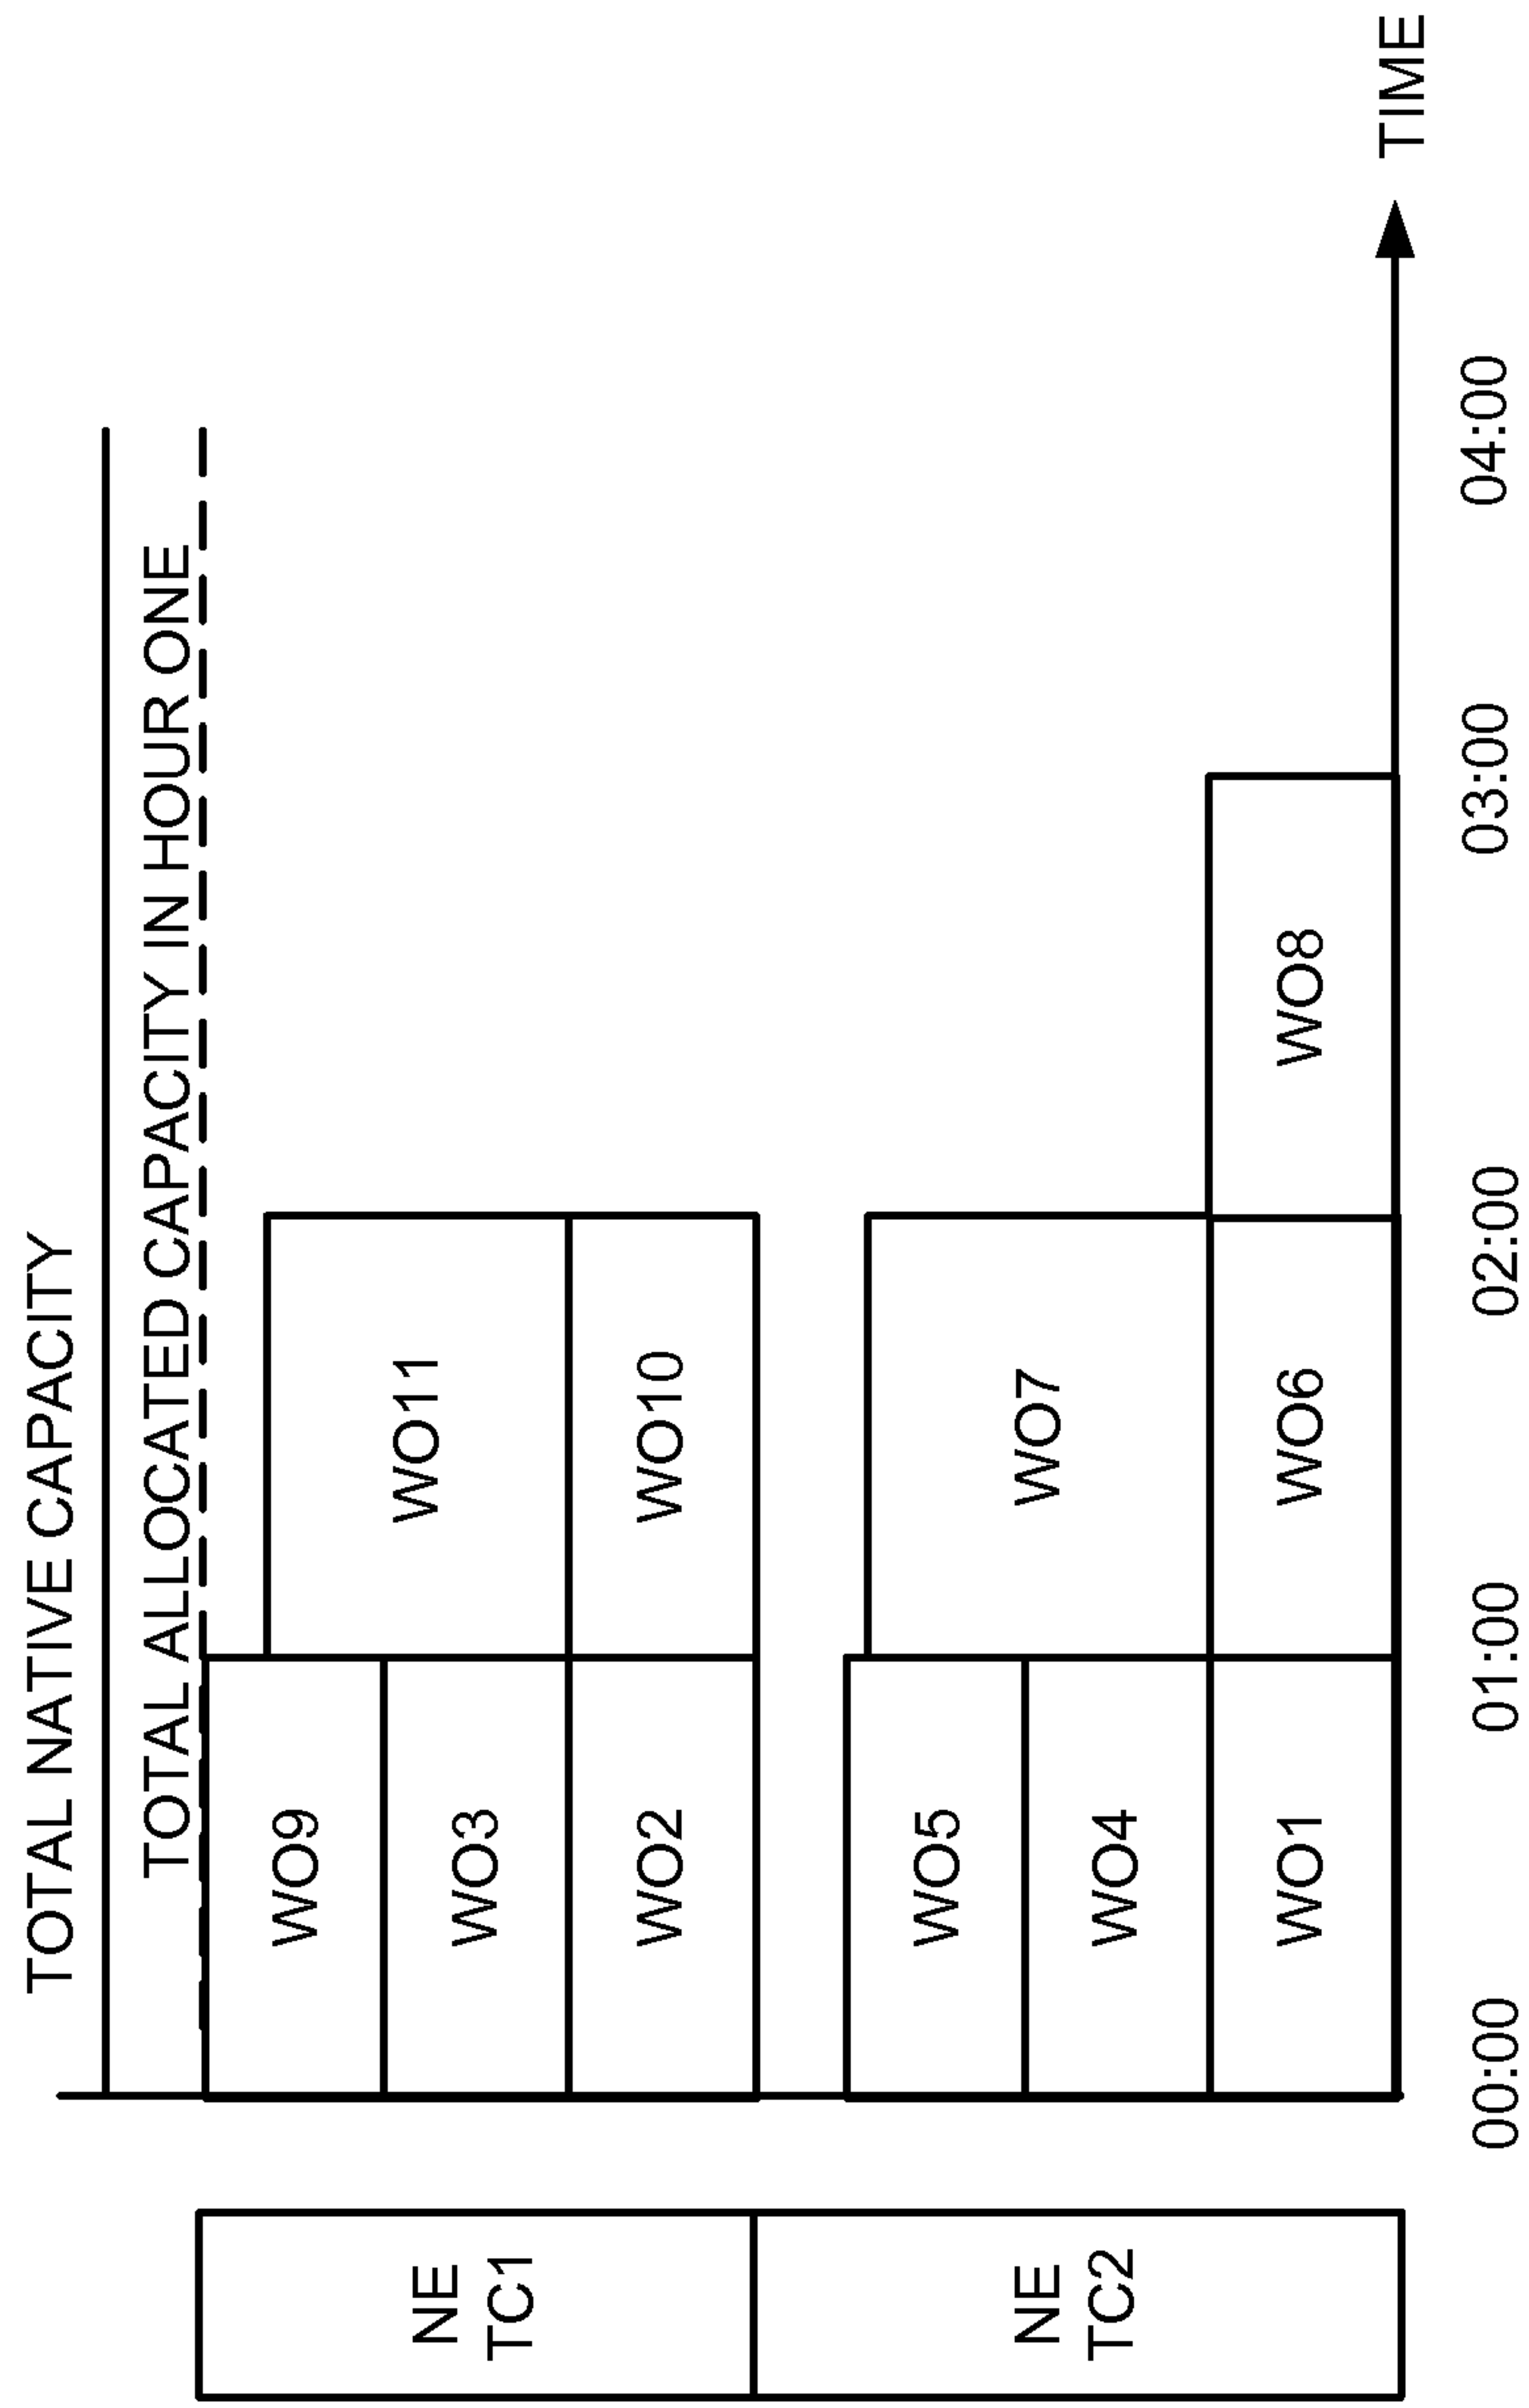 TOTAL NATIVE CAPACITY
TOTAL ALLOCATED CAPACITY IN HOUR ONE
NE
TC1
WO9
WO3
WO2
WO11
WO10
NE
TC2
WO5
WO4
WO1
WO7
WO6
WO8
00:00
01:00
02:00
03:00
04:00
TIME